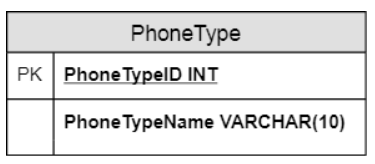 PhoneType
PK PhoneTypeID INT
PhoneTypeName VARCHAR(10)